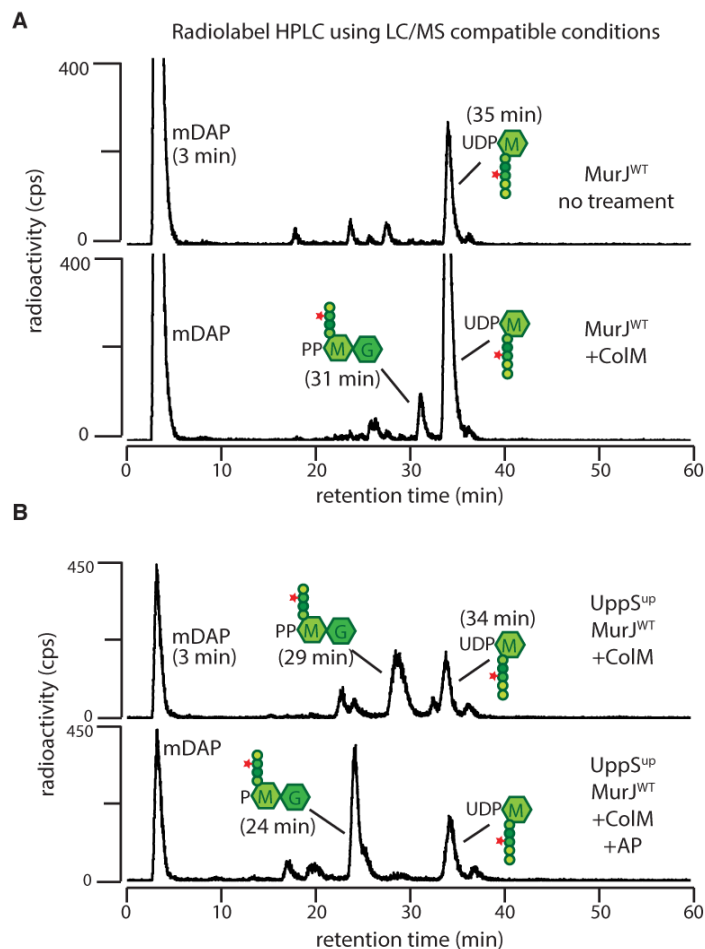 A
Radiolabel HPLC using LC/MS compatible conditions
400
mDAP
(3 min)
(35 min)
UDP M
MurJWT
no treament
0
400
mDAP
PP M G
(31 min)
UDP M
MurJWT
+ColM
0
radioactivity (cps)
0 10 20 30 40 50 60
retention time (min)
B
450
mDAP
(3 min)
PP M G
(29 min)
(34 min)
UDP M
UppSup
MurJWT
+ColM
0
450
mDAP
P M G
(24 min)
UDP M
UppSup
MurJWT
+ColM
+AP
0
radioactivity (cps)
0 10 20 30 40 50 60
retention time (min)